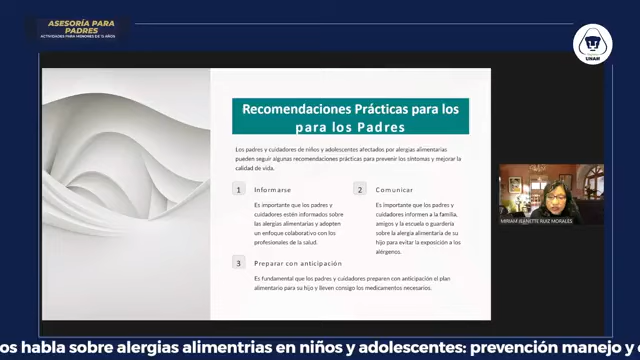 ASESORÍA PARA
PADRES
ACTIVIDADES PARA MENORES DE 15 AÑOS
UNAM
Recomendaciones Prácticas para los
para los Padres
Los padres y cuidadores de niños y adolescentes afectados por alergias alimentarias
pueden seguir algunas recomendaciones prácticas para prevenir los síntomas y mejorar la
calidad de vida.
1 Informarse
Es importante que los padres y
cuidadores estén informados sobre
las alergias alimentarias y adopten
un enfoque colaborativo con los
profesionales de la salud.
2 Comunicar
Es importante que los padres y
cuidadores informen a la familia,
amigos y la escuela o guardería
sobre la alergia alimentaria de su
hijo para evitar la exposición a los
alérgenos.
3 Preparar con anticipación
Es fundamental que los padres y cuidadores preparen con anticipación el plan
alimentario para su hijo y lleven consigo los medicamentos necesarios.
MIRIAM JEANETTE RUIZ MORALES
os habla sobre alergias alimentrias en niños y adolescentes: prevención manejo y